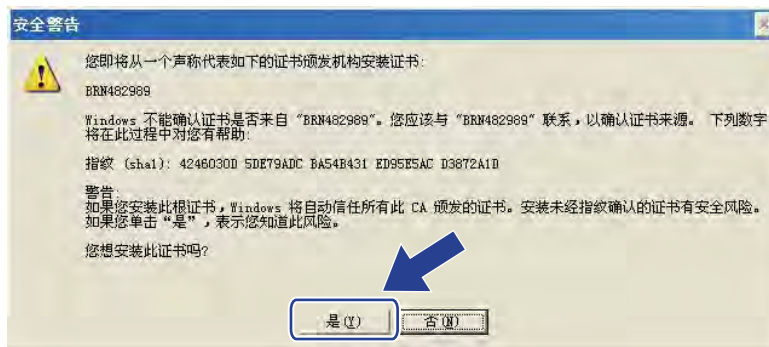 安全警告
您即将从一个声称代表如下的证书颁发机构安装证书:
BRN482989
Windows 不能确认证书是否来自 “BRN482989”。您应该与 “BRN482989” 联系，以确认证书来源。 下列数字
将在此过程中对您有帮助:
指纹 (sha1): 4246030D 5DE79ADC BA54B431 ED95E5AC D3872A1D
警告:
如果您安装此根证书，Windows 将自动信任所有此 CA 颁发的证书。安装未经指纹确认的证书有安全风险。
如果您单击 “是” ，表示您知道此风险。
您想安装此证书吗?
是(Y) 否(N)